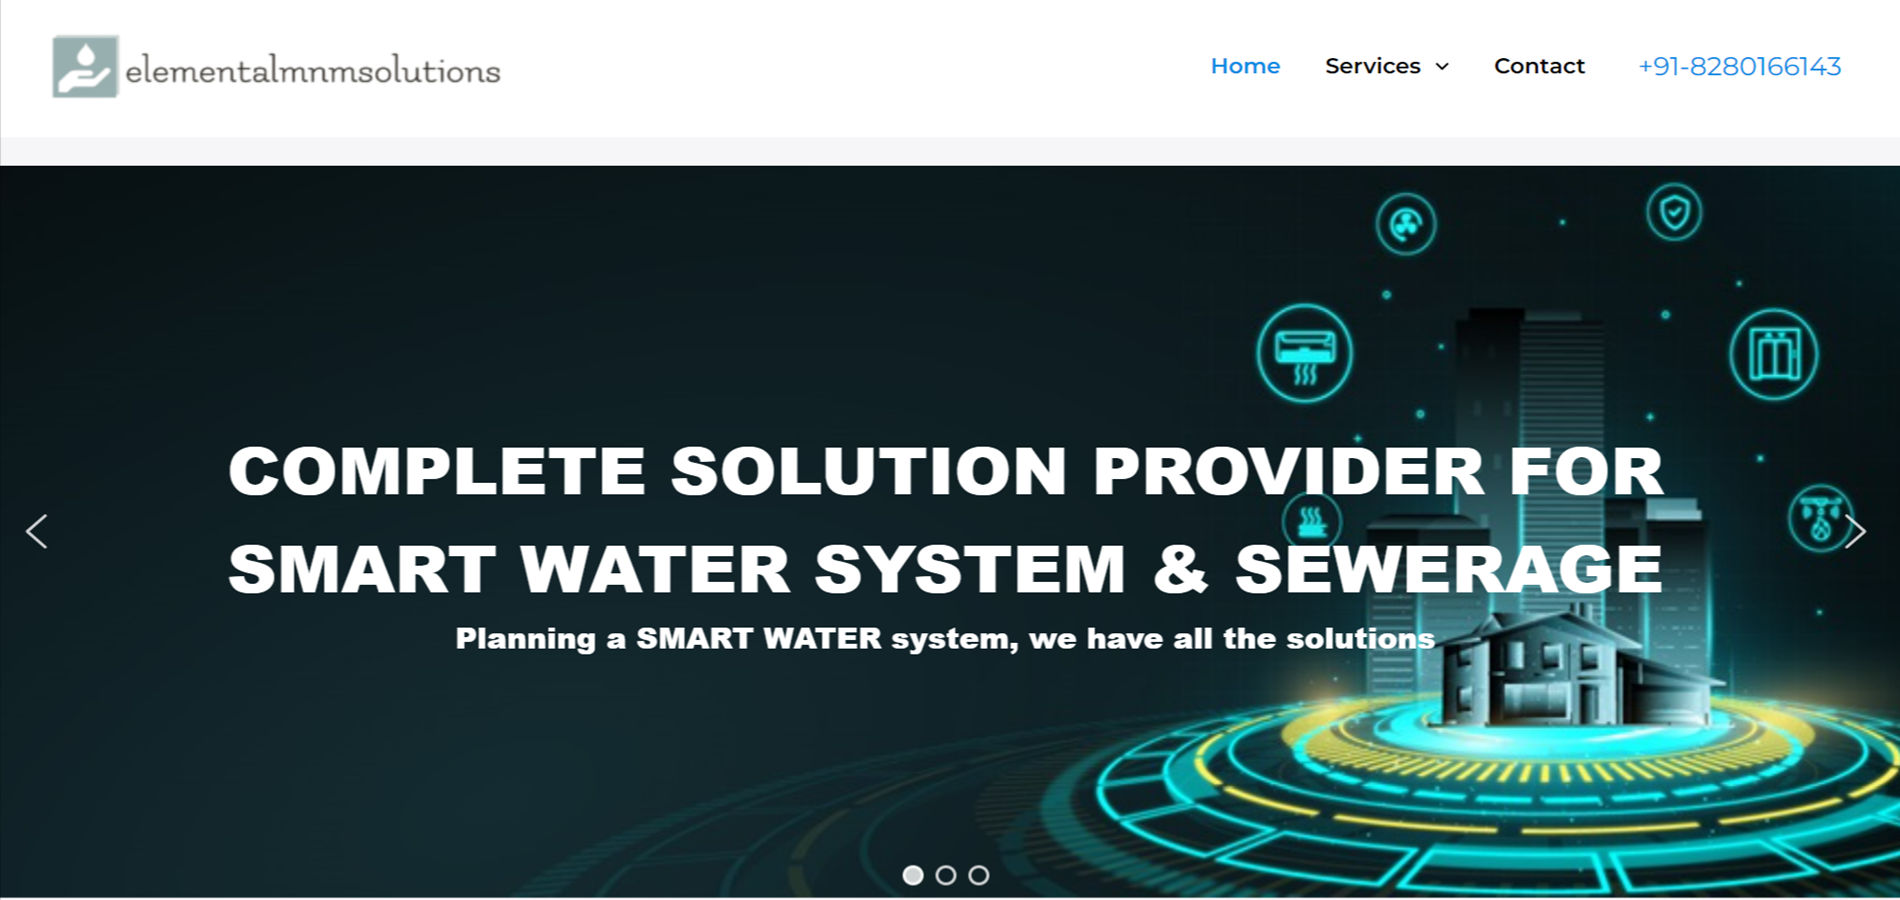 elementalmnmsolutions
Home Services Contact +91-8280166143
COMPLETE SOLUTION PROVIDER FOR
SMART WATER SYSTEM & SEWERAGE
Planning a SMART WATER system, we have all the solutions